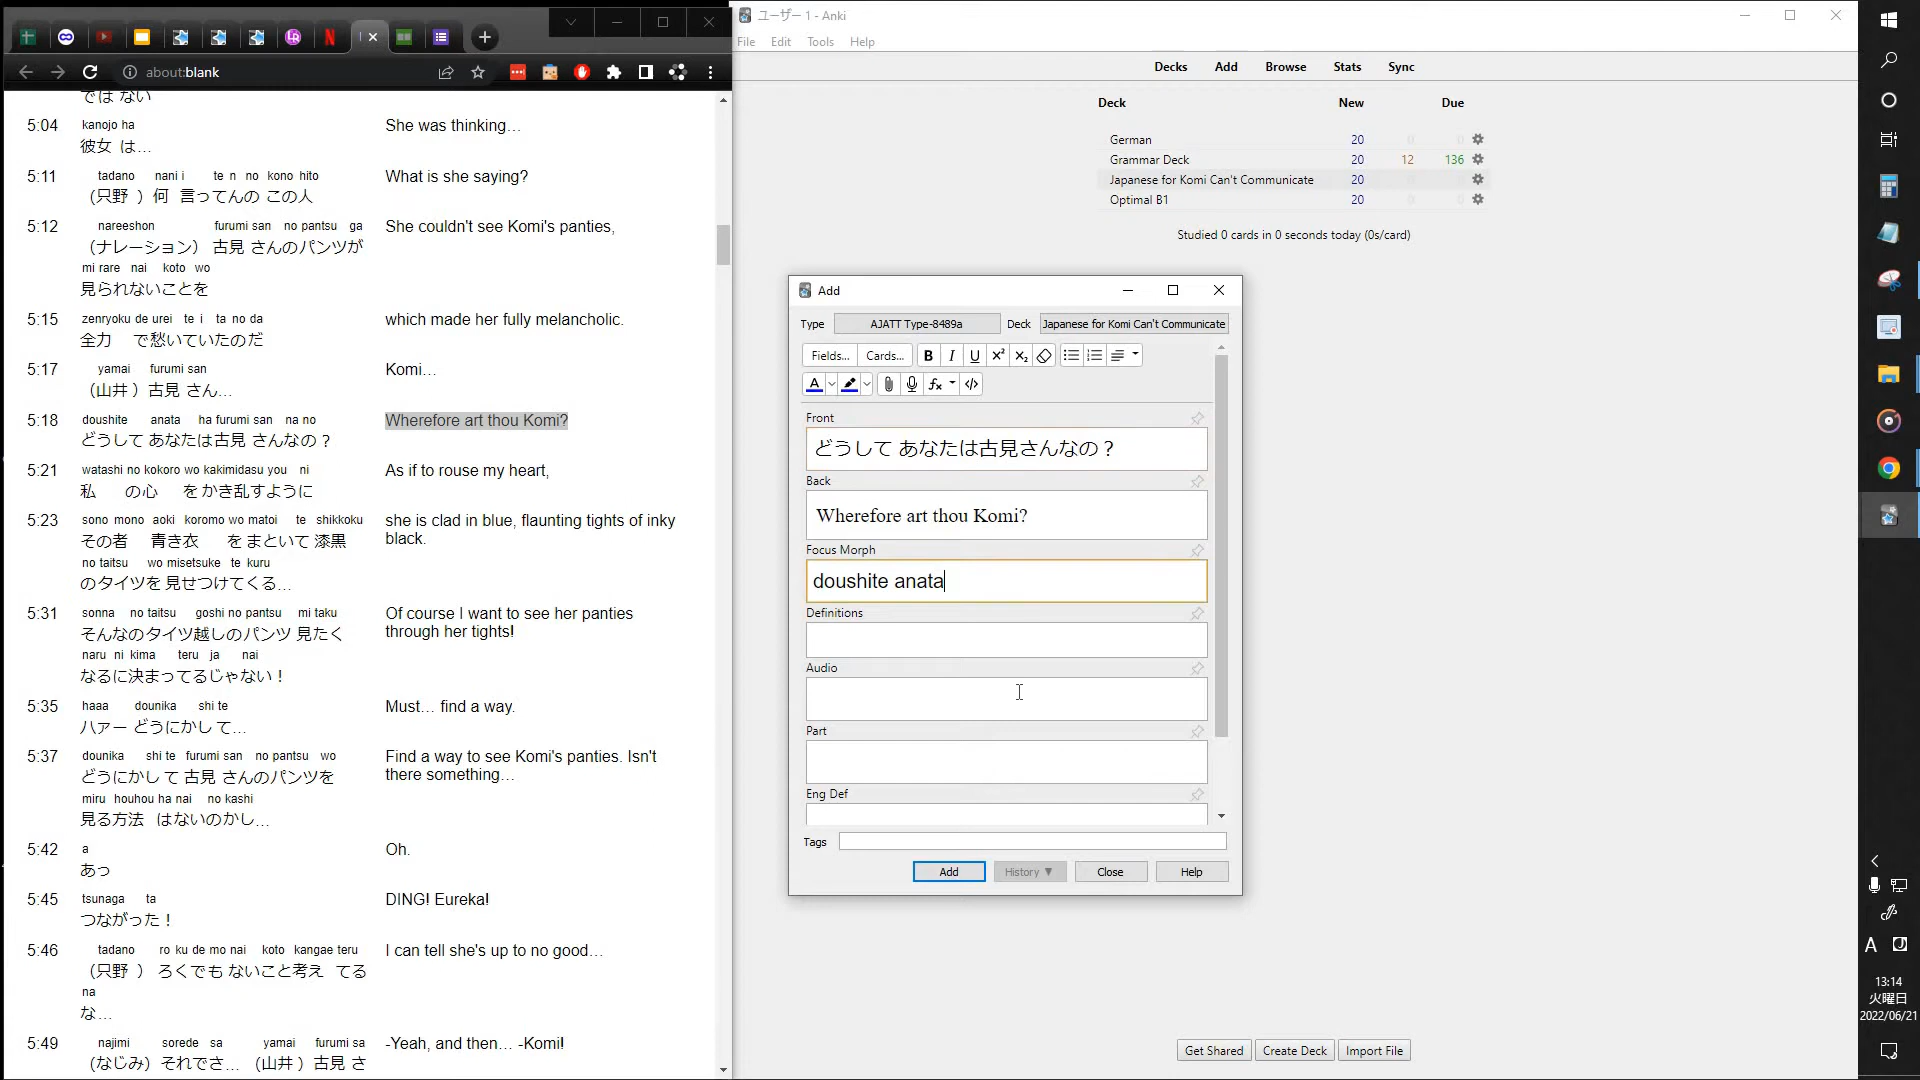 about:blank
では ない
5:04
kanojo ha
彼女 は…
She was thinking…
5:11
tadano nani i te n no kono hito
（只野 ） 何 言ってんの この人
What is she saying?
5:12
nareeshon furumi san no pantsu ga
（ナレーション） 古見 さんのパンツが
mi rare nai koto wo
見られないことを
She couldn't see Komi's panties,
5:15
zenryoku de urei te i ta no da
全力 で愁いていたのだ
which made her fully melancholic.
5:17
yamai furumi san
（山井 ） 古見 さん…
Komi…
5:18
doushite anata ha furumi san na no
どうして あなたは古見 さんなの？
Wherefore art thou Komi?
5:21
watashi no kokoro wo kakimidasu you ni
私 の心 を かき乱すように
As if to rouse my heart,
5:23
sono mono aoki koromo wo matoi te shikkoku
その者 青き衣 を まといて 漆黒
no taitsu wo misetsuke te kuru
のタイツを 見せつけてくる…
she is clad in blue, flaunting tights of inky
black.
5:31
sonna no taitsu goshi no pantsu mi taku
そんなのタイツ越しのパンツ 見たく
naru ni kima teru ja nai
なるに決まってるじゃない！
Of course I want to see her panties
through her tights!
5:35
haaa dounika shi te
ハァー どうにかし て…
Must… find a way.
5:37
dounika shi te furumi san no pantsu wo
どうにかし て 古見 さんのパンツを
miru houhou ha nai no kashi
見る方法 はないのかし…
Find a way to see Komi's panties. Isn't
there something…
5:42
a
あっ
Oh.
5:45
tsunaga ta
つながった！
DING! Eureka!
5:46
tadano ro ku de mo nai koto kangae teru
（只野 ） ろくでも ないこと考え てる
na
な…
I can tell she's up to no good…
5:49
najimi sorede sa yamai furumi sa
（なじみ）それでさ… （山井 ） 古見 さ
-Yeah, and then… -Komi!
ユーザー 1 - Anki
File Edit Tools Help
Decks Add Browse Stats Sync
Deck New Due
German 20 0 0
Grammar Deck 20 12 136
Japanese for Komi Can't Communicate 20 0 0
Optimal B1 20 0 0
Studied 0 cards in 0 seconds today (0s/card)
Add
Type AJATT Type-8489a Deck Japanese for Komi Can't Communicate
Fields... Cards... B I U x² x₂
A fx </>
Front
どうして あなたは古見さんなの？
Back
Wherefore art thou Komi?
Focus Morph
doushite anata
Definitions
Audio
Part
Eng Def
Tags
Add History ▼ Close Help
Get Shared Create Deck Import File
A J
13:14
火曜日
2022/06/21